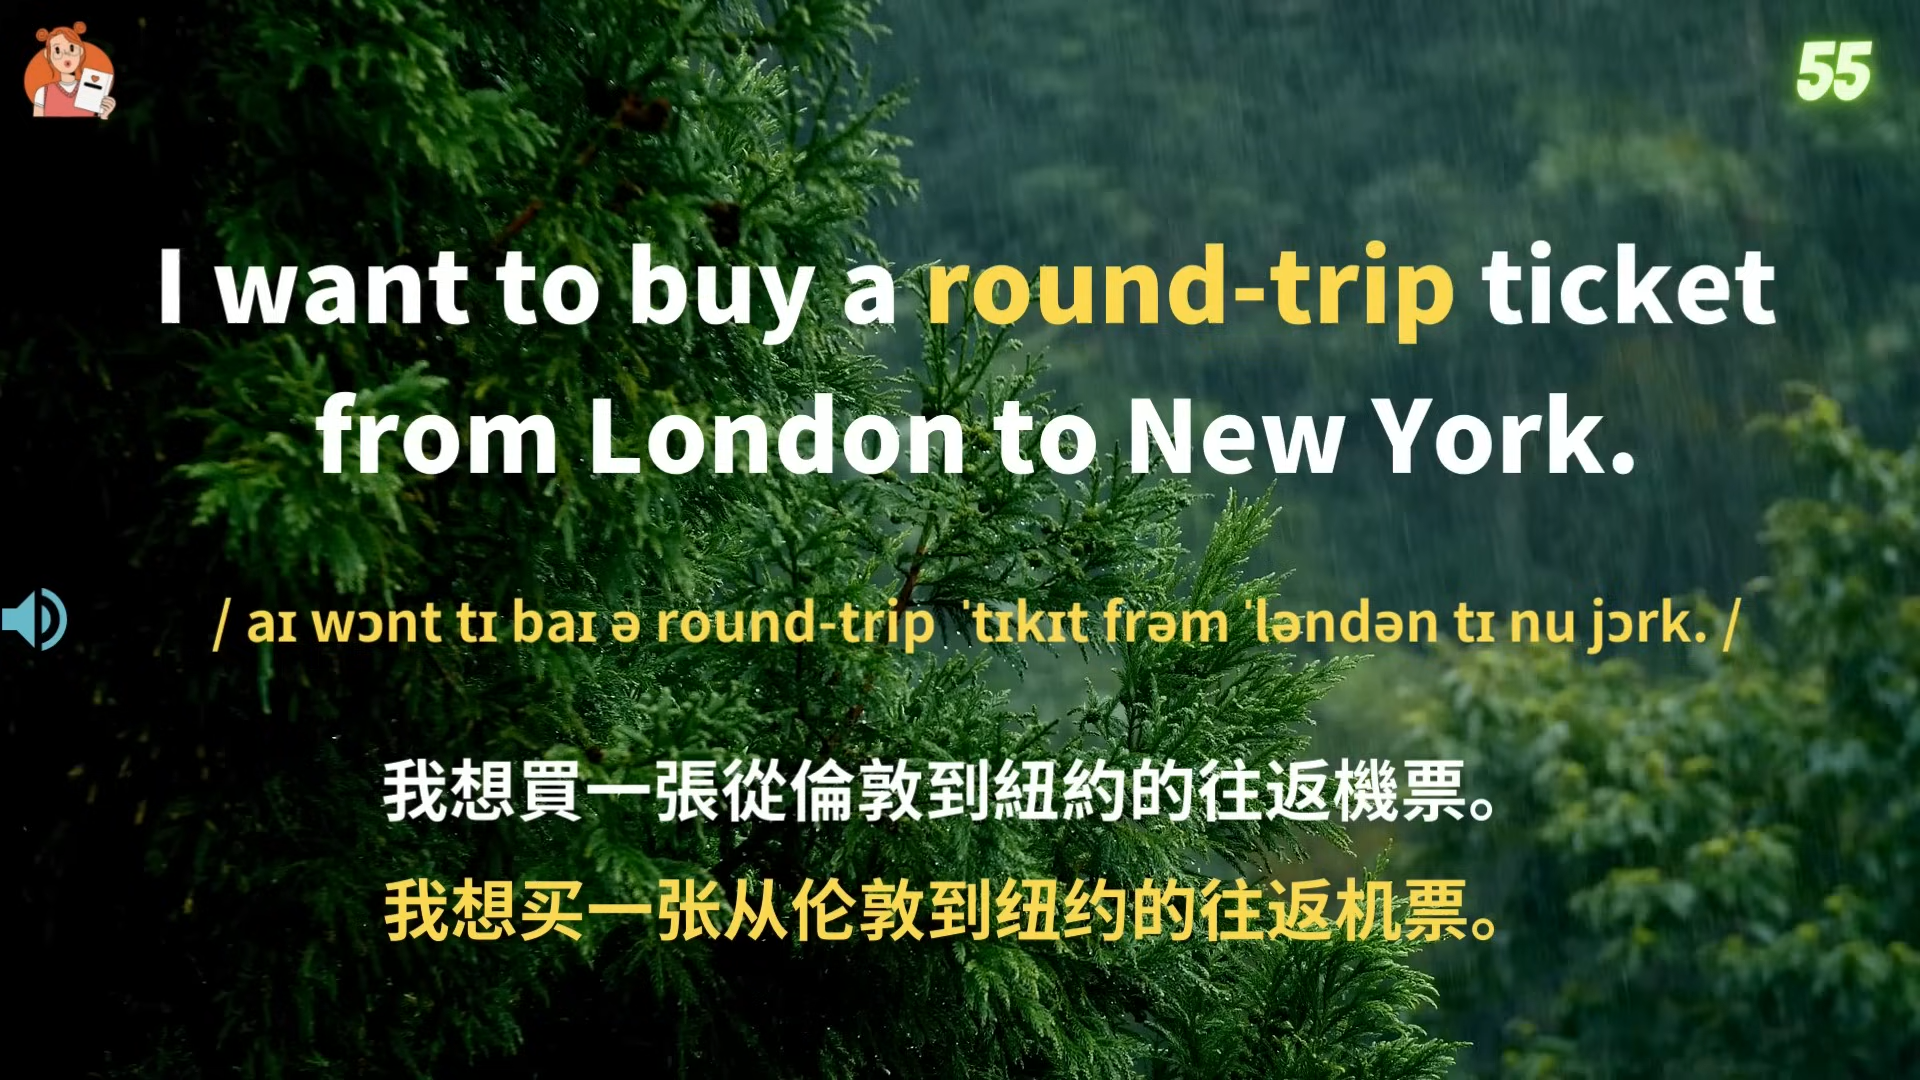 55
I want to buy a round-trip ticket
from London to New York.
/ aɪ wɔnt tɪ baɪ ə round-trip ˈtɪkɪt frəm ˈləndən tɪ nu jɔrk. /
我想買一張從倫敦到紐約的往返機票。
我想买一张从伦敦到纽约的往返机票。